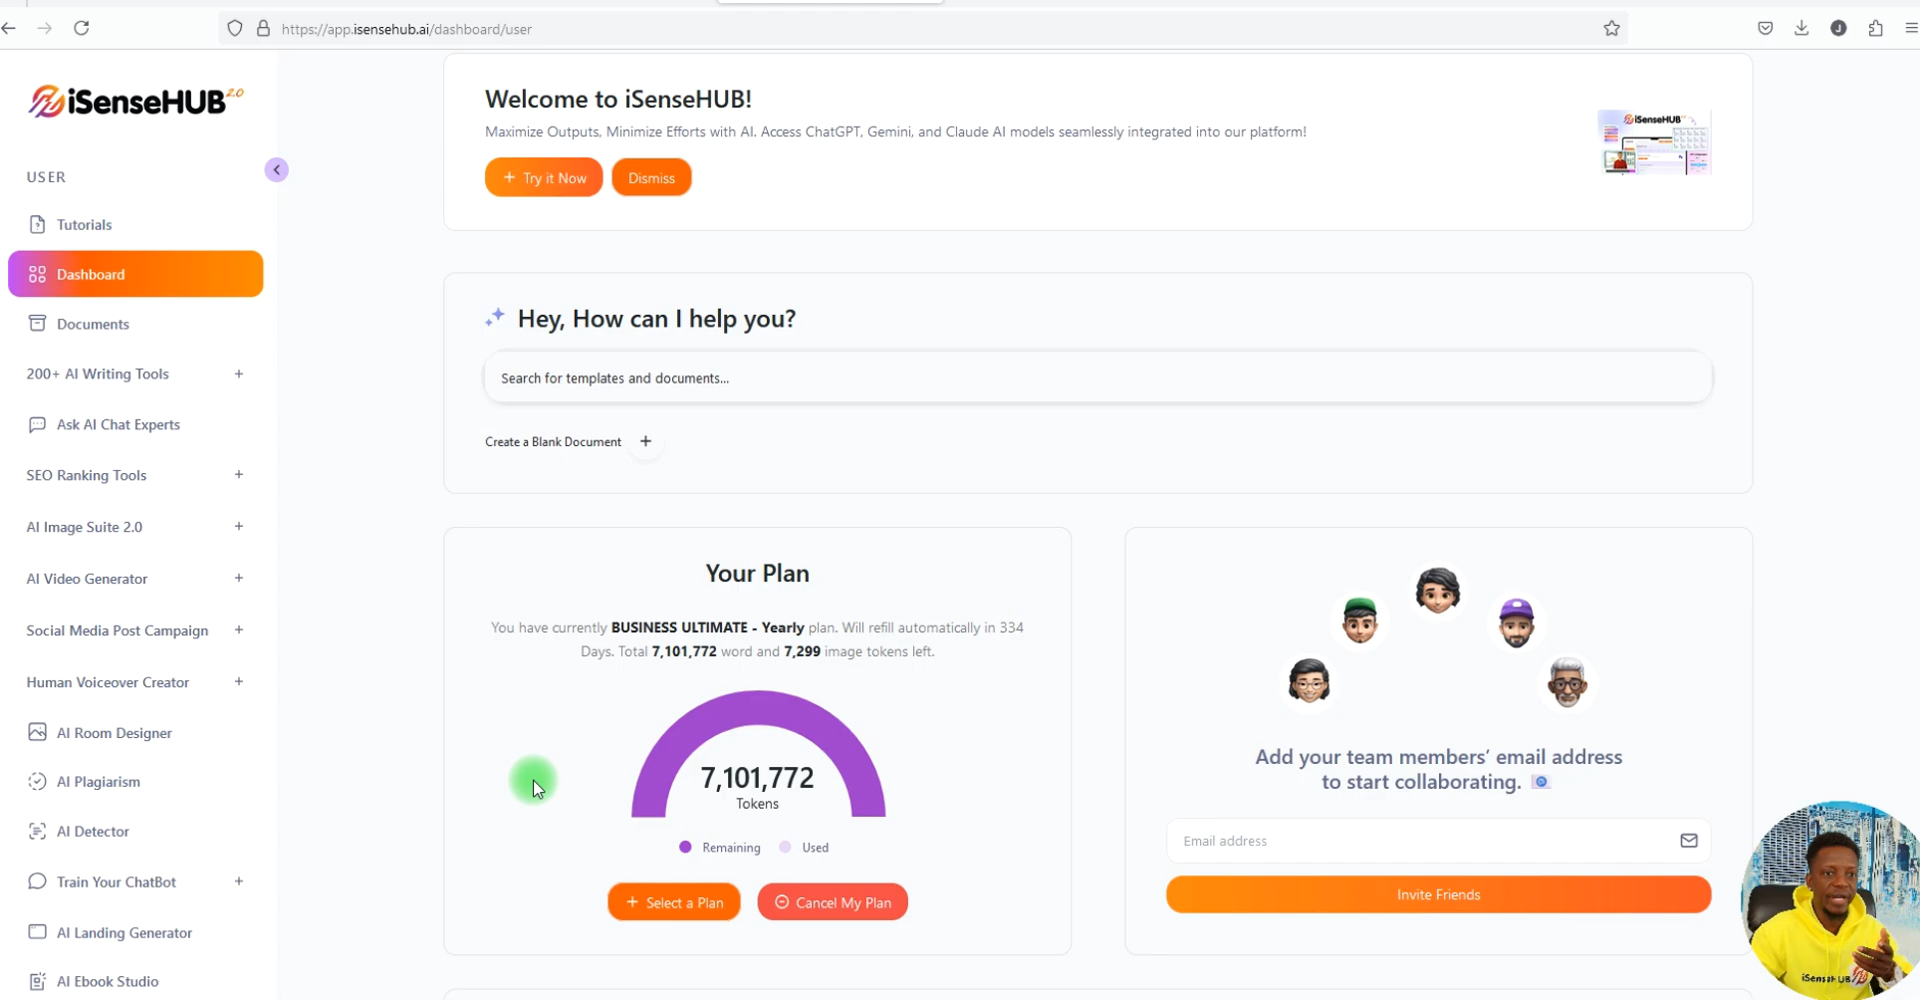 https://app.isensehub.ai/dashboard/user
J
iSenseHUB 2.0
USER
Tutorials
Dashboard
Documents
200+ AI Writing Tools +
Ask AI Chat Experts
SEO Ranking Tools +
AI Image Suite 2.0 +
AI Video Generator +
Social Media Post Campaign +
Human Voiceover Creator +
AI Room Designer
AI Plagiarism
AI Detector
Train Your ChatBot +
AI Landing Generator
AI Ebook Studio
Welcome to iSenseHUB!
Maximize Outputs, Minimize Efforts with AI. Access ChatGPT, Gemini, and Claude AI models seamlessly integrated into our platform!
+ Try it Now
Dismiss
iSenseHUB
Hey, How can I help you?
Search for templates and documents...
Create a Blank Document +
Your Plan
You have currently BUSINESS ULTIMATE - Yearly plan. Will refill automatically in 334
Days. Total 7,101,772 word and 7,299 image tokens left.
7,101,772
Tokens
Remaining
Used
+ Select a Plan
Cancel My Plan
Add your team members’ email address
to start collaborating.
Email address
Invite Friends
iSenseHUB